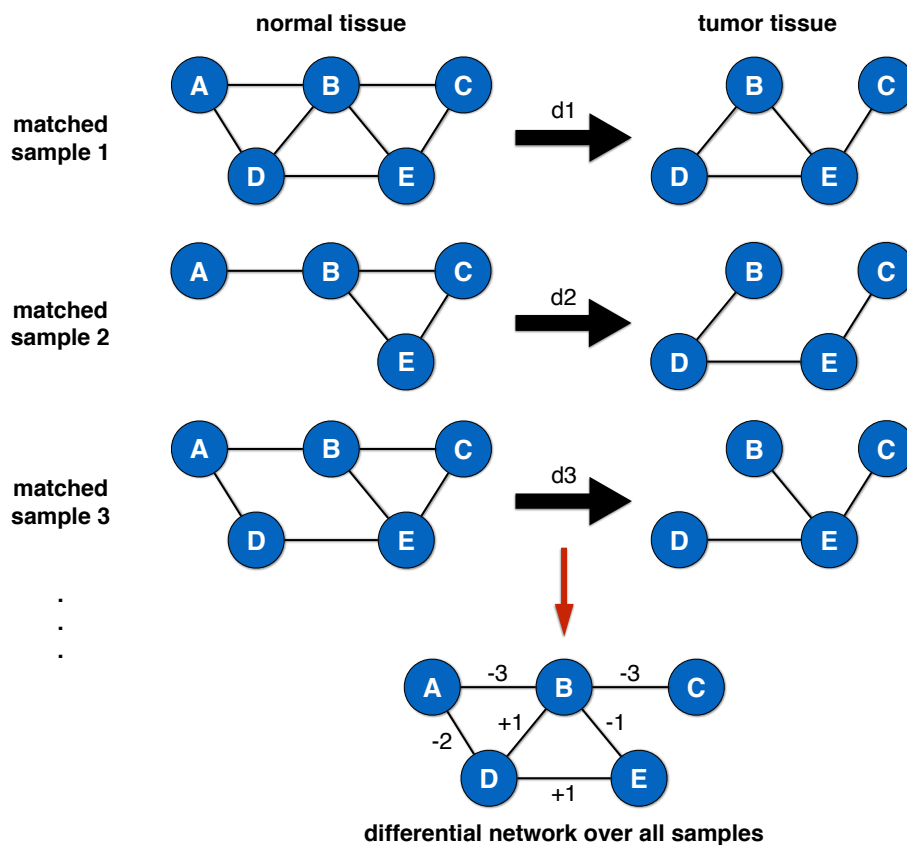 normal tissue
tumor tissue
A
B
C
B
C
matched
sample 1
d1
D
E
D
E
A
B
C
B
C
matched
sample 2
d2
E
D
E
A
B
C
B
C
matched
sample 3
d3
D
E
D
E
.
.
.
A
-3
B
-3
C
-2
+1
-1
D
E
+1
differential network over all samples